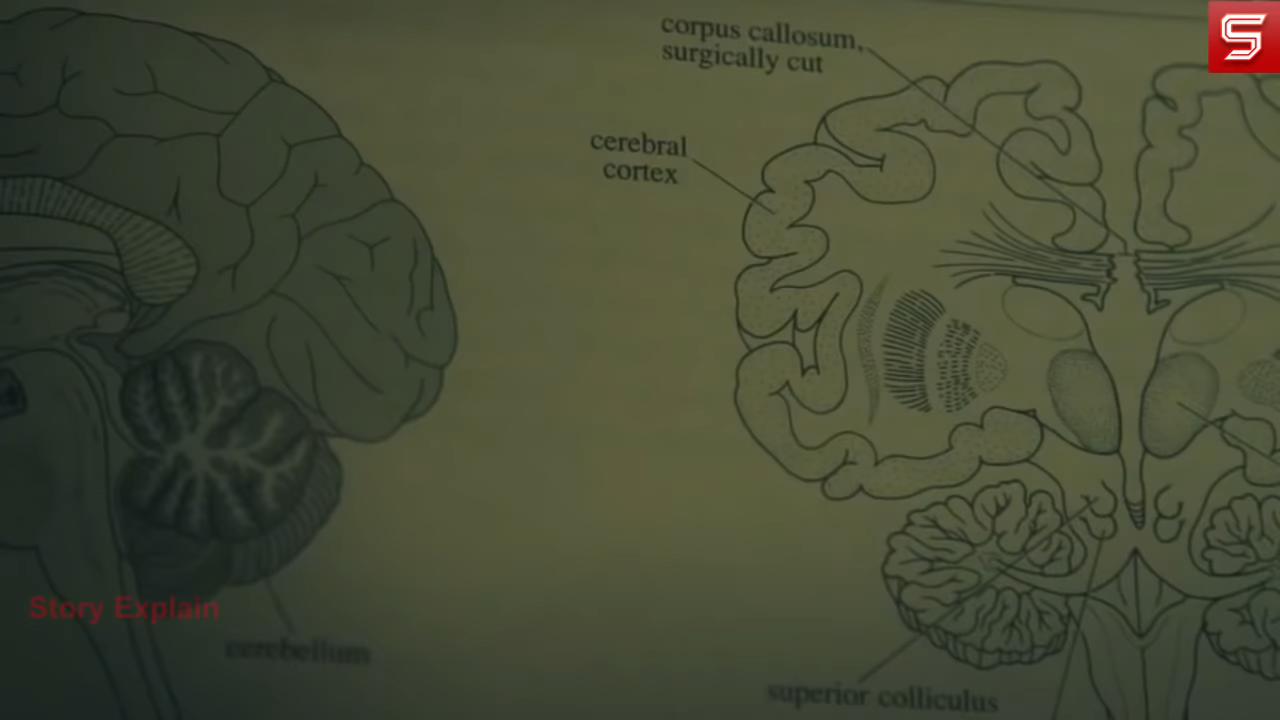 corpus callosum,
surgically cut
cerebral
cortex
Story Explain
cerebellum
superior colliculus